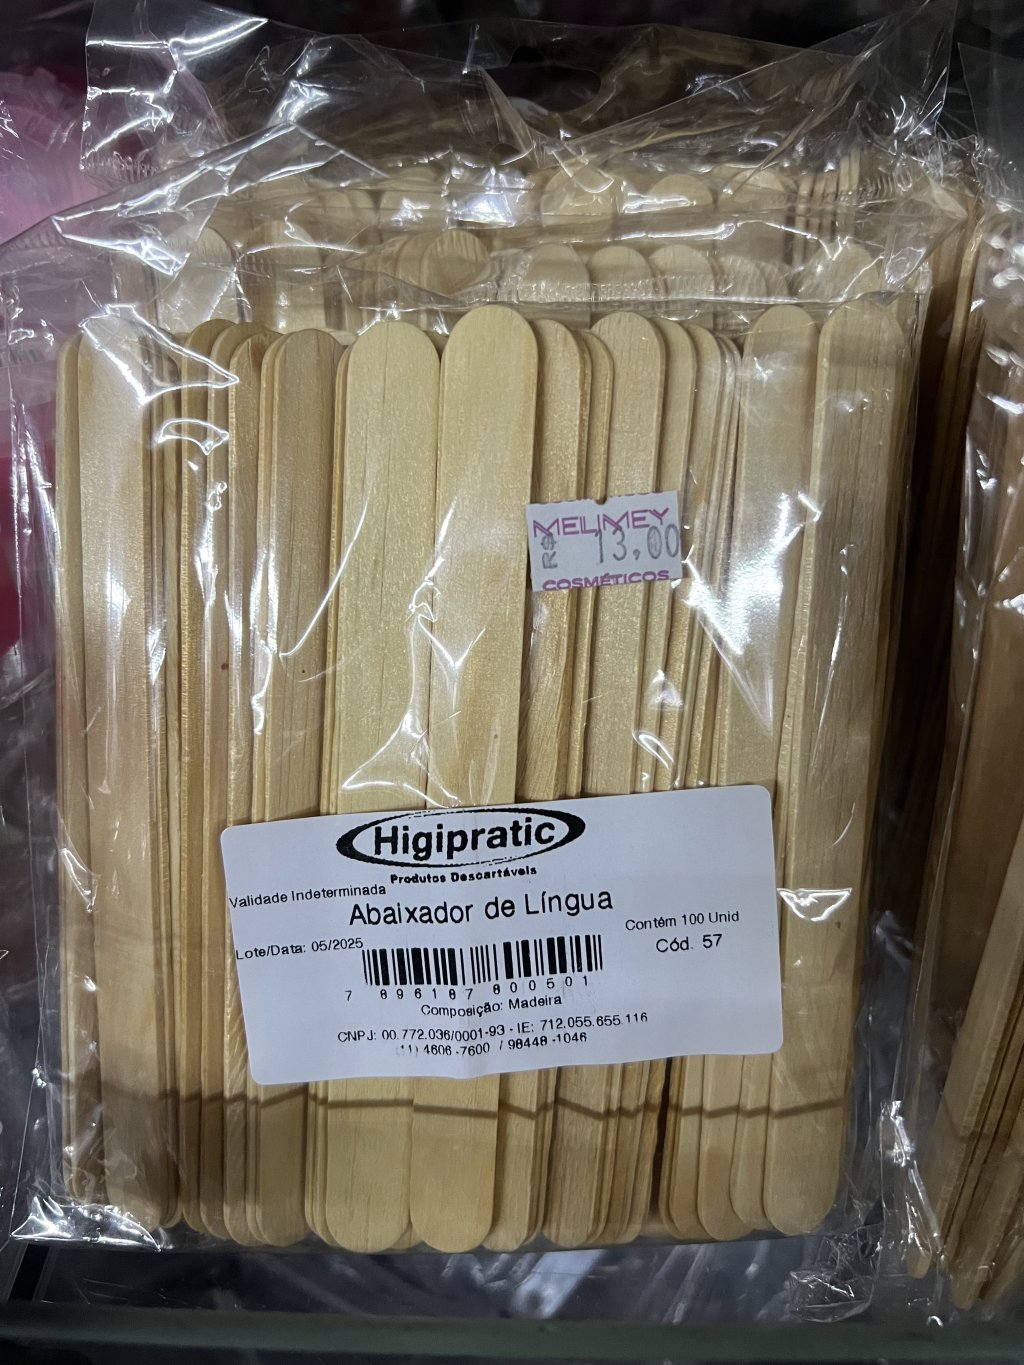 MELIMEY
R$ 13,00
COSMÉTICOS
Higipratic
Produtos Descartáveis
Validade Indeterminada
Abaixador de Língua
Contém 100 Unid
Lote/Data: 05/2025
Cód. 57
7 896187 800501
Composição: Madeira
CNPJ: 00.772.036/0001-93 - IE: 712.055.655.116
(11) 4606-7600 / 98448-1046